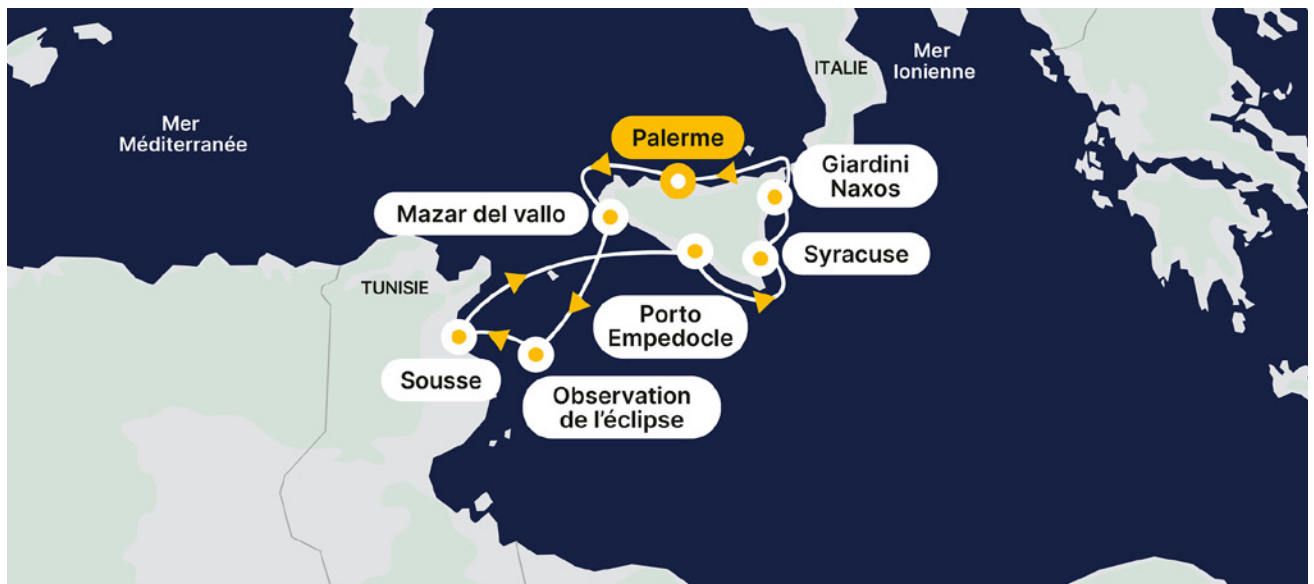 Mer
Ionienne
ITALIE
Mer
Méditerranée
Palerme
Giardini
Naxos
Mazar del vallo
Syracuse
TUNISIE
Porto
Empedocle
Sousse
Observation
de l'éclipse